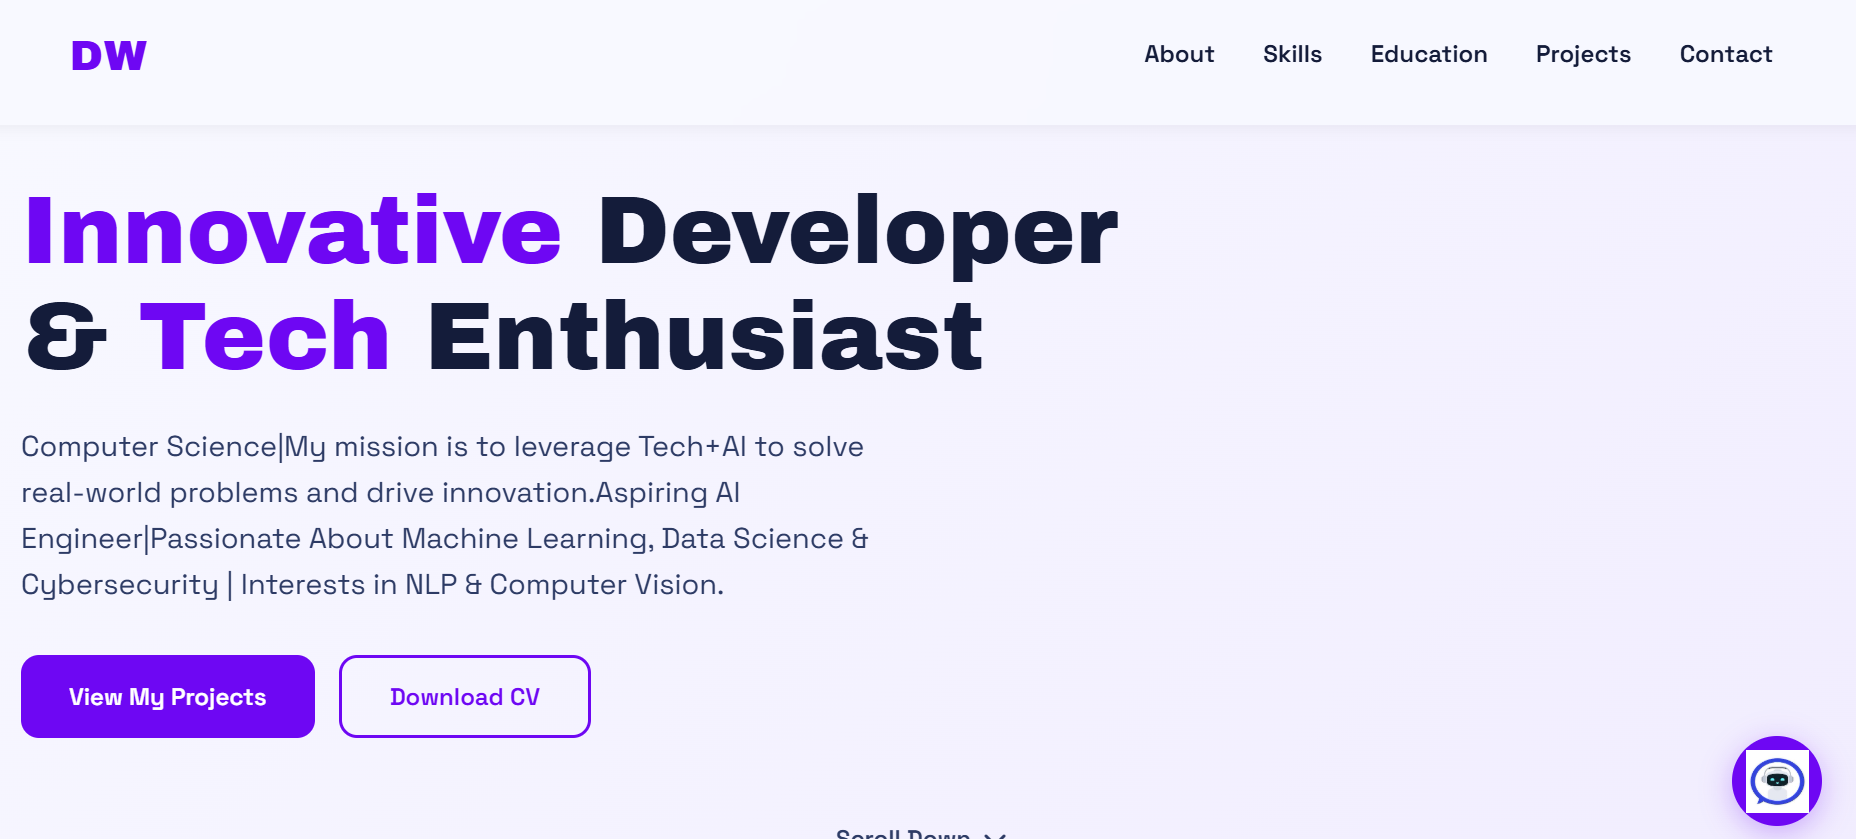 DW
About Skills Education Projects Contact
Innovative Developer
& Tech Enthusiast
Computer Science|My mission is to leverage Tech+AI to solve
real-world problems and drive innovation.Aspiring AI
Engineer|Passionate About Machine Learning, Data Science &
Cybersecurity | Interests in NLP & Computer Vision.
View My Projects Download CV
Scroll Down